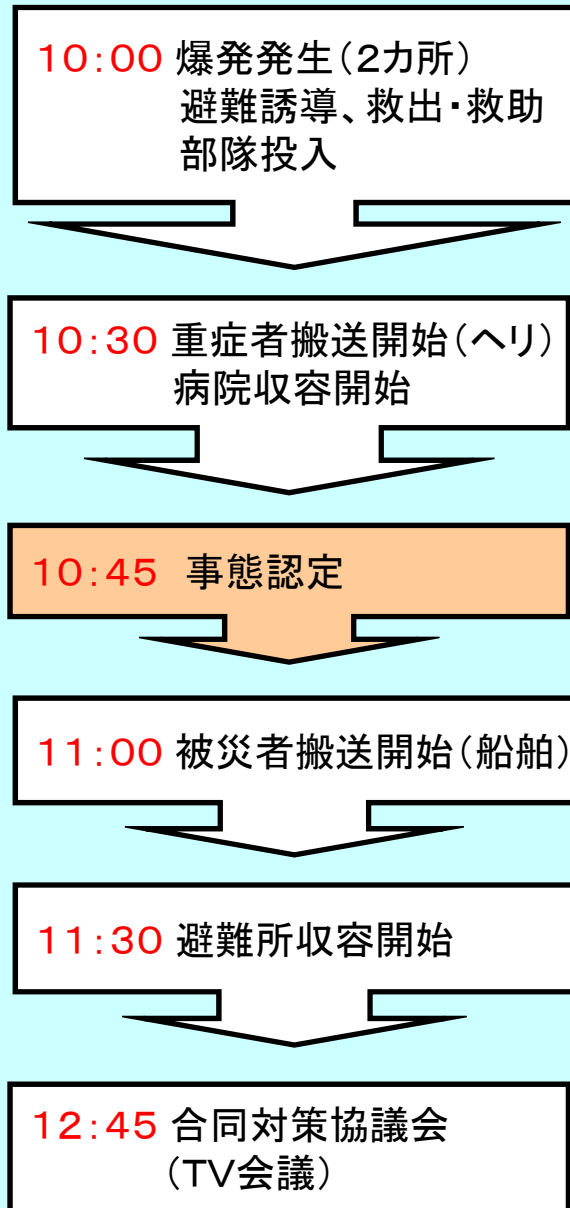 10:00 爆発発生(2カ所)
避難誘導、救出・救助
部隊投入
10:30 重症者搬送開始(ヘリ)
病院収容開始
10:45 事態認定
11:00 被災者搬送開始(船舶)
11:30 避難所収容開始
12:45 合同対策協議会
(TV会議)